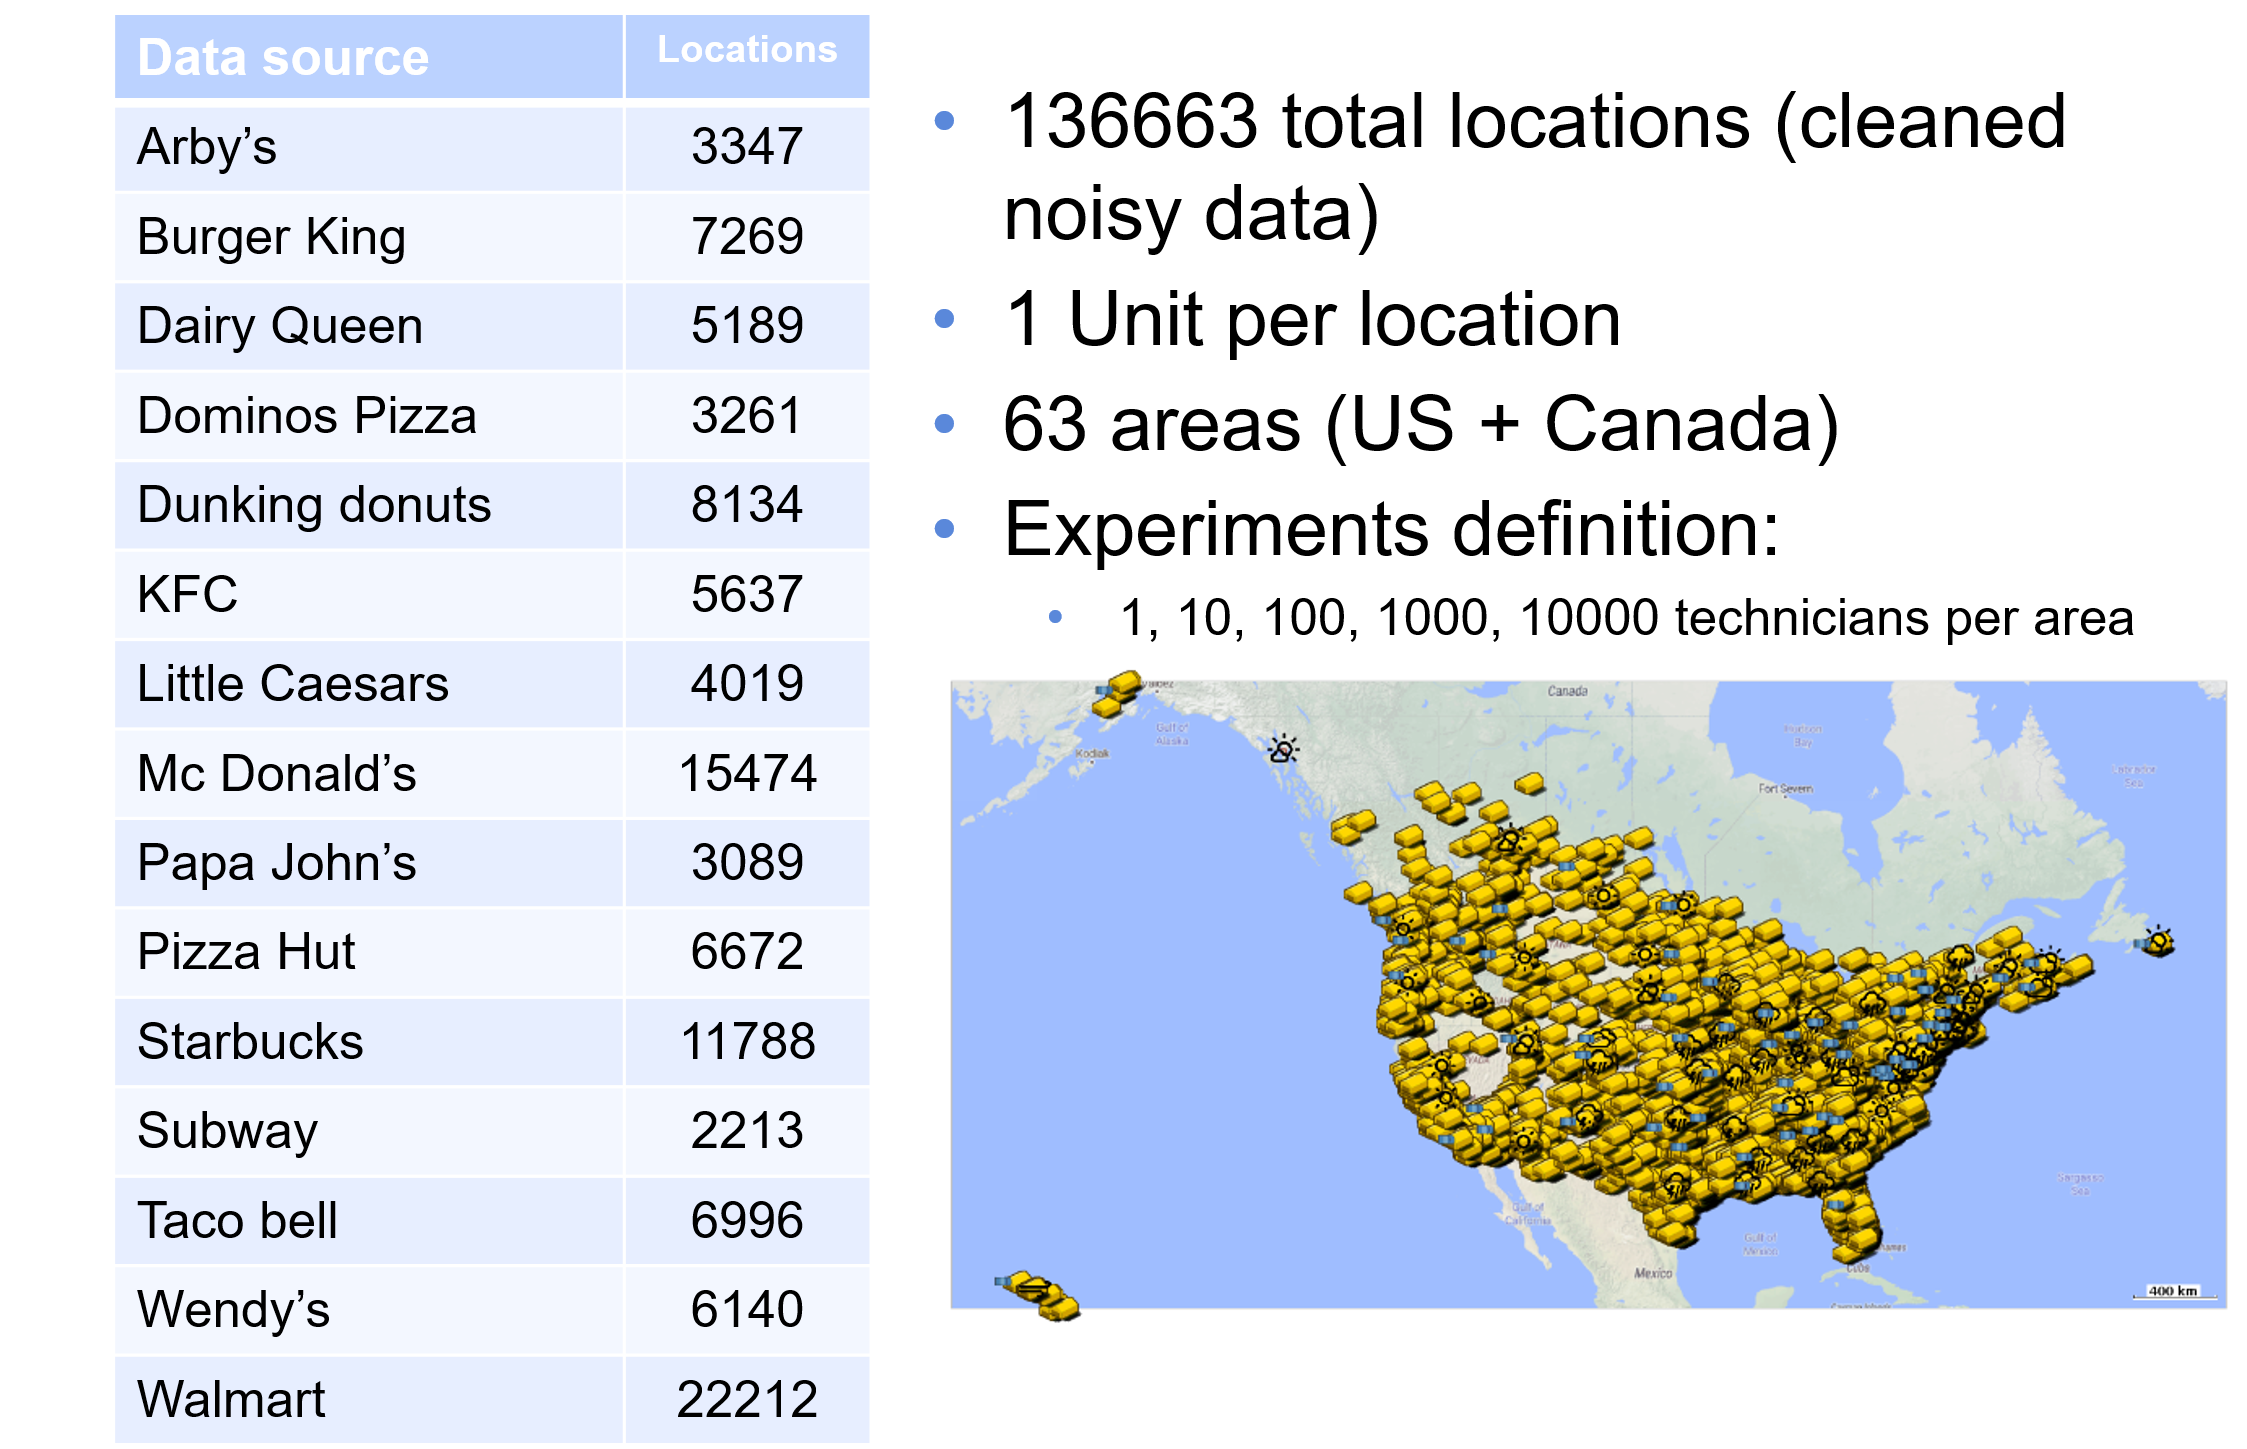 Data source Locations
Arby’s 3347
Burger King 7269
Dairy Queen 5189
Dominos Pizza 3261
Dunking donuts 8134
KFC 5637
Little Caesars 4019
Mc Donald’s 15474
Papa John’s 3089
Pizza Hut 6672
Starbucks 11788
Subway 2213
Taco bell 6996
Wendy’s 6140
Walmart 22212
• 136663 total locations (cleaned
noisy data)
• 1 Unit per location
• 63 areas (US + Canada)
• Experiments definition:
• 1, 10, 100, 1000, 10000 technicians per area
Canada
Gulf of
Alaska
Kodiak
Hudson
Bay
Fort Severn
Labrador
Sea
Sargasso
Sea
Gulf of
California
Gulf of
Mexico
Mexico
Cuba
400 km